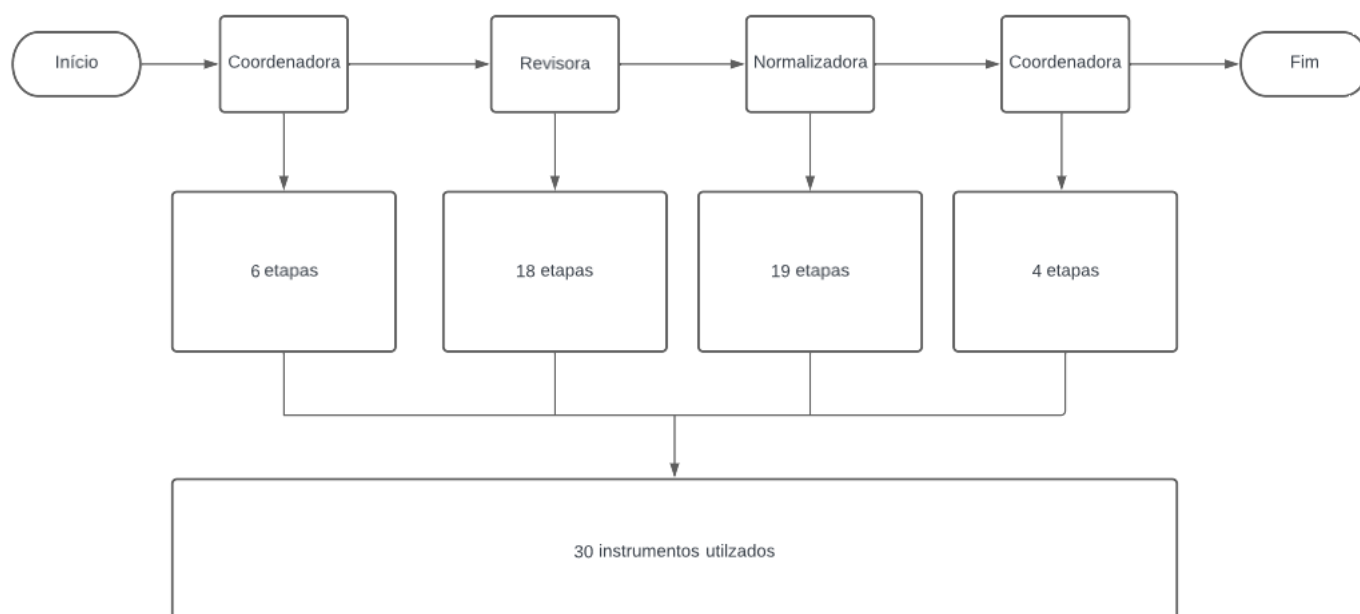 Início
Coordenadora
Revisora
Normalizadora
Coordenadora
Fim
6 etapas
18 etapas
19 etapas
4 etapas
30 instrumentos utilzados